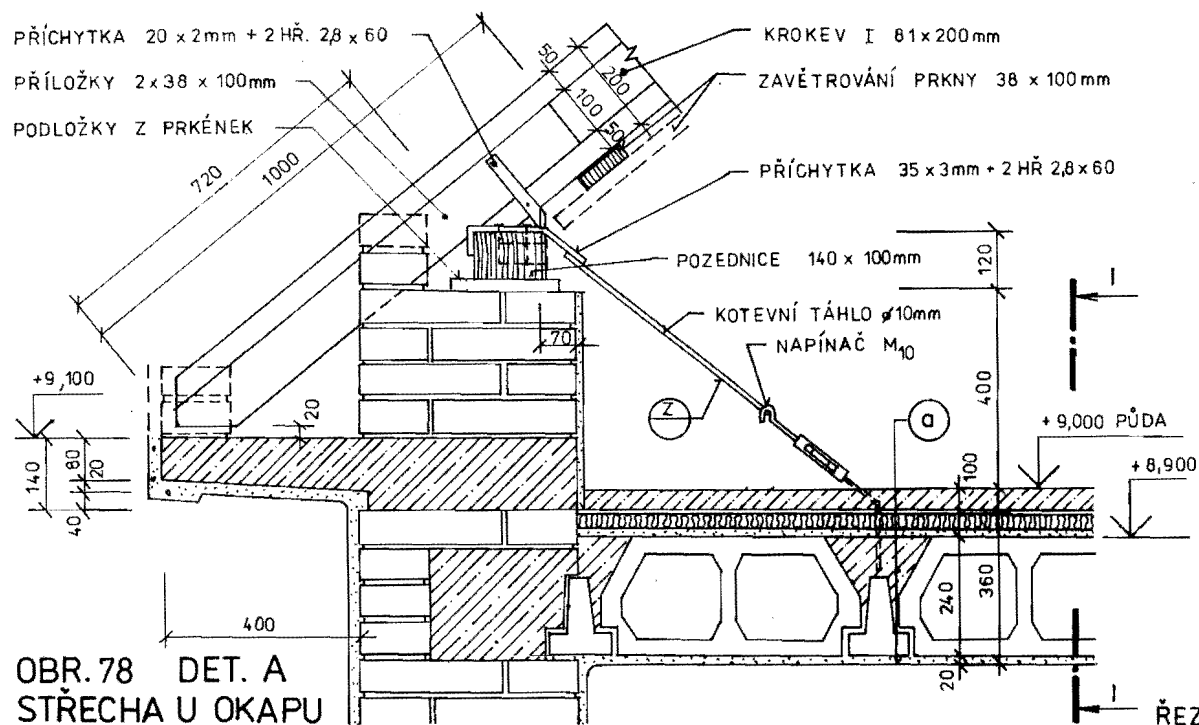 PŘÍCHYTKA 20 x 2mm + 2 HŘ. 2,8 x 60
PŘÍLOŽKY 2 x 38 x 100mm
PODLOŽKY Z PRKÉNEK
KROKEV I 81 x 200mm
ZAVĚTROVÁNÍ PRKNY 38 x 100mm
PŘÍCHYTKA 35 x 3mm + 2 HŘ 2,8 x 60
50
200
100
50
720
1000
POZEDNICE 140 x 100mm
120
I
KOTEVNÍ TÁHLO ø10mm
NAPÍNAČ M10
70
400
+9,100
120
Z
a
+ 9,000 PŮDA
+ 8,900
140
80
20
40
100
400
240
360
20
OBR. 78 DET. A
STŘECHA U OKAPU
I
ŘEZ